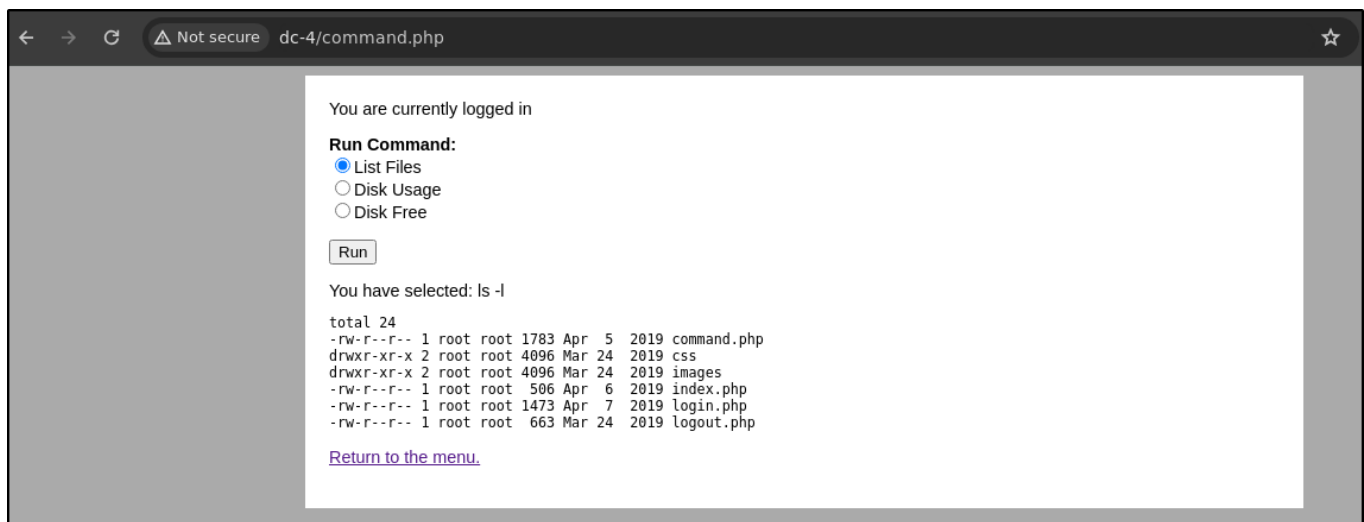 Not secure dc-4/command.php
You are currently logged in
Run Command:
List Files
Disk Usage
Disk Free
Run
You have selected: ls -l
total 24
-rw-r--r-- 1 root root 1783 Apr  5  2019 command.php
drwxr-xr-x 2 root root 4096 Mar 24  2019 css
drwxr-xr-x 2 root root 4096 Mar 24  2019 images
-rw-r--r-- 1 root root  506 Apr  6  2019 index.php
-rw-r--r-- 1 root root 1473 Apr  7  2019 login.php
-rw-r--r-- 1 root root  663 Mar 24  2019 logout.php
Return to the menu.